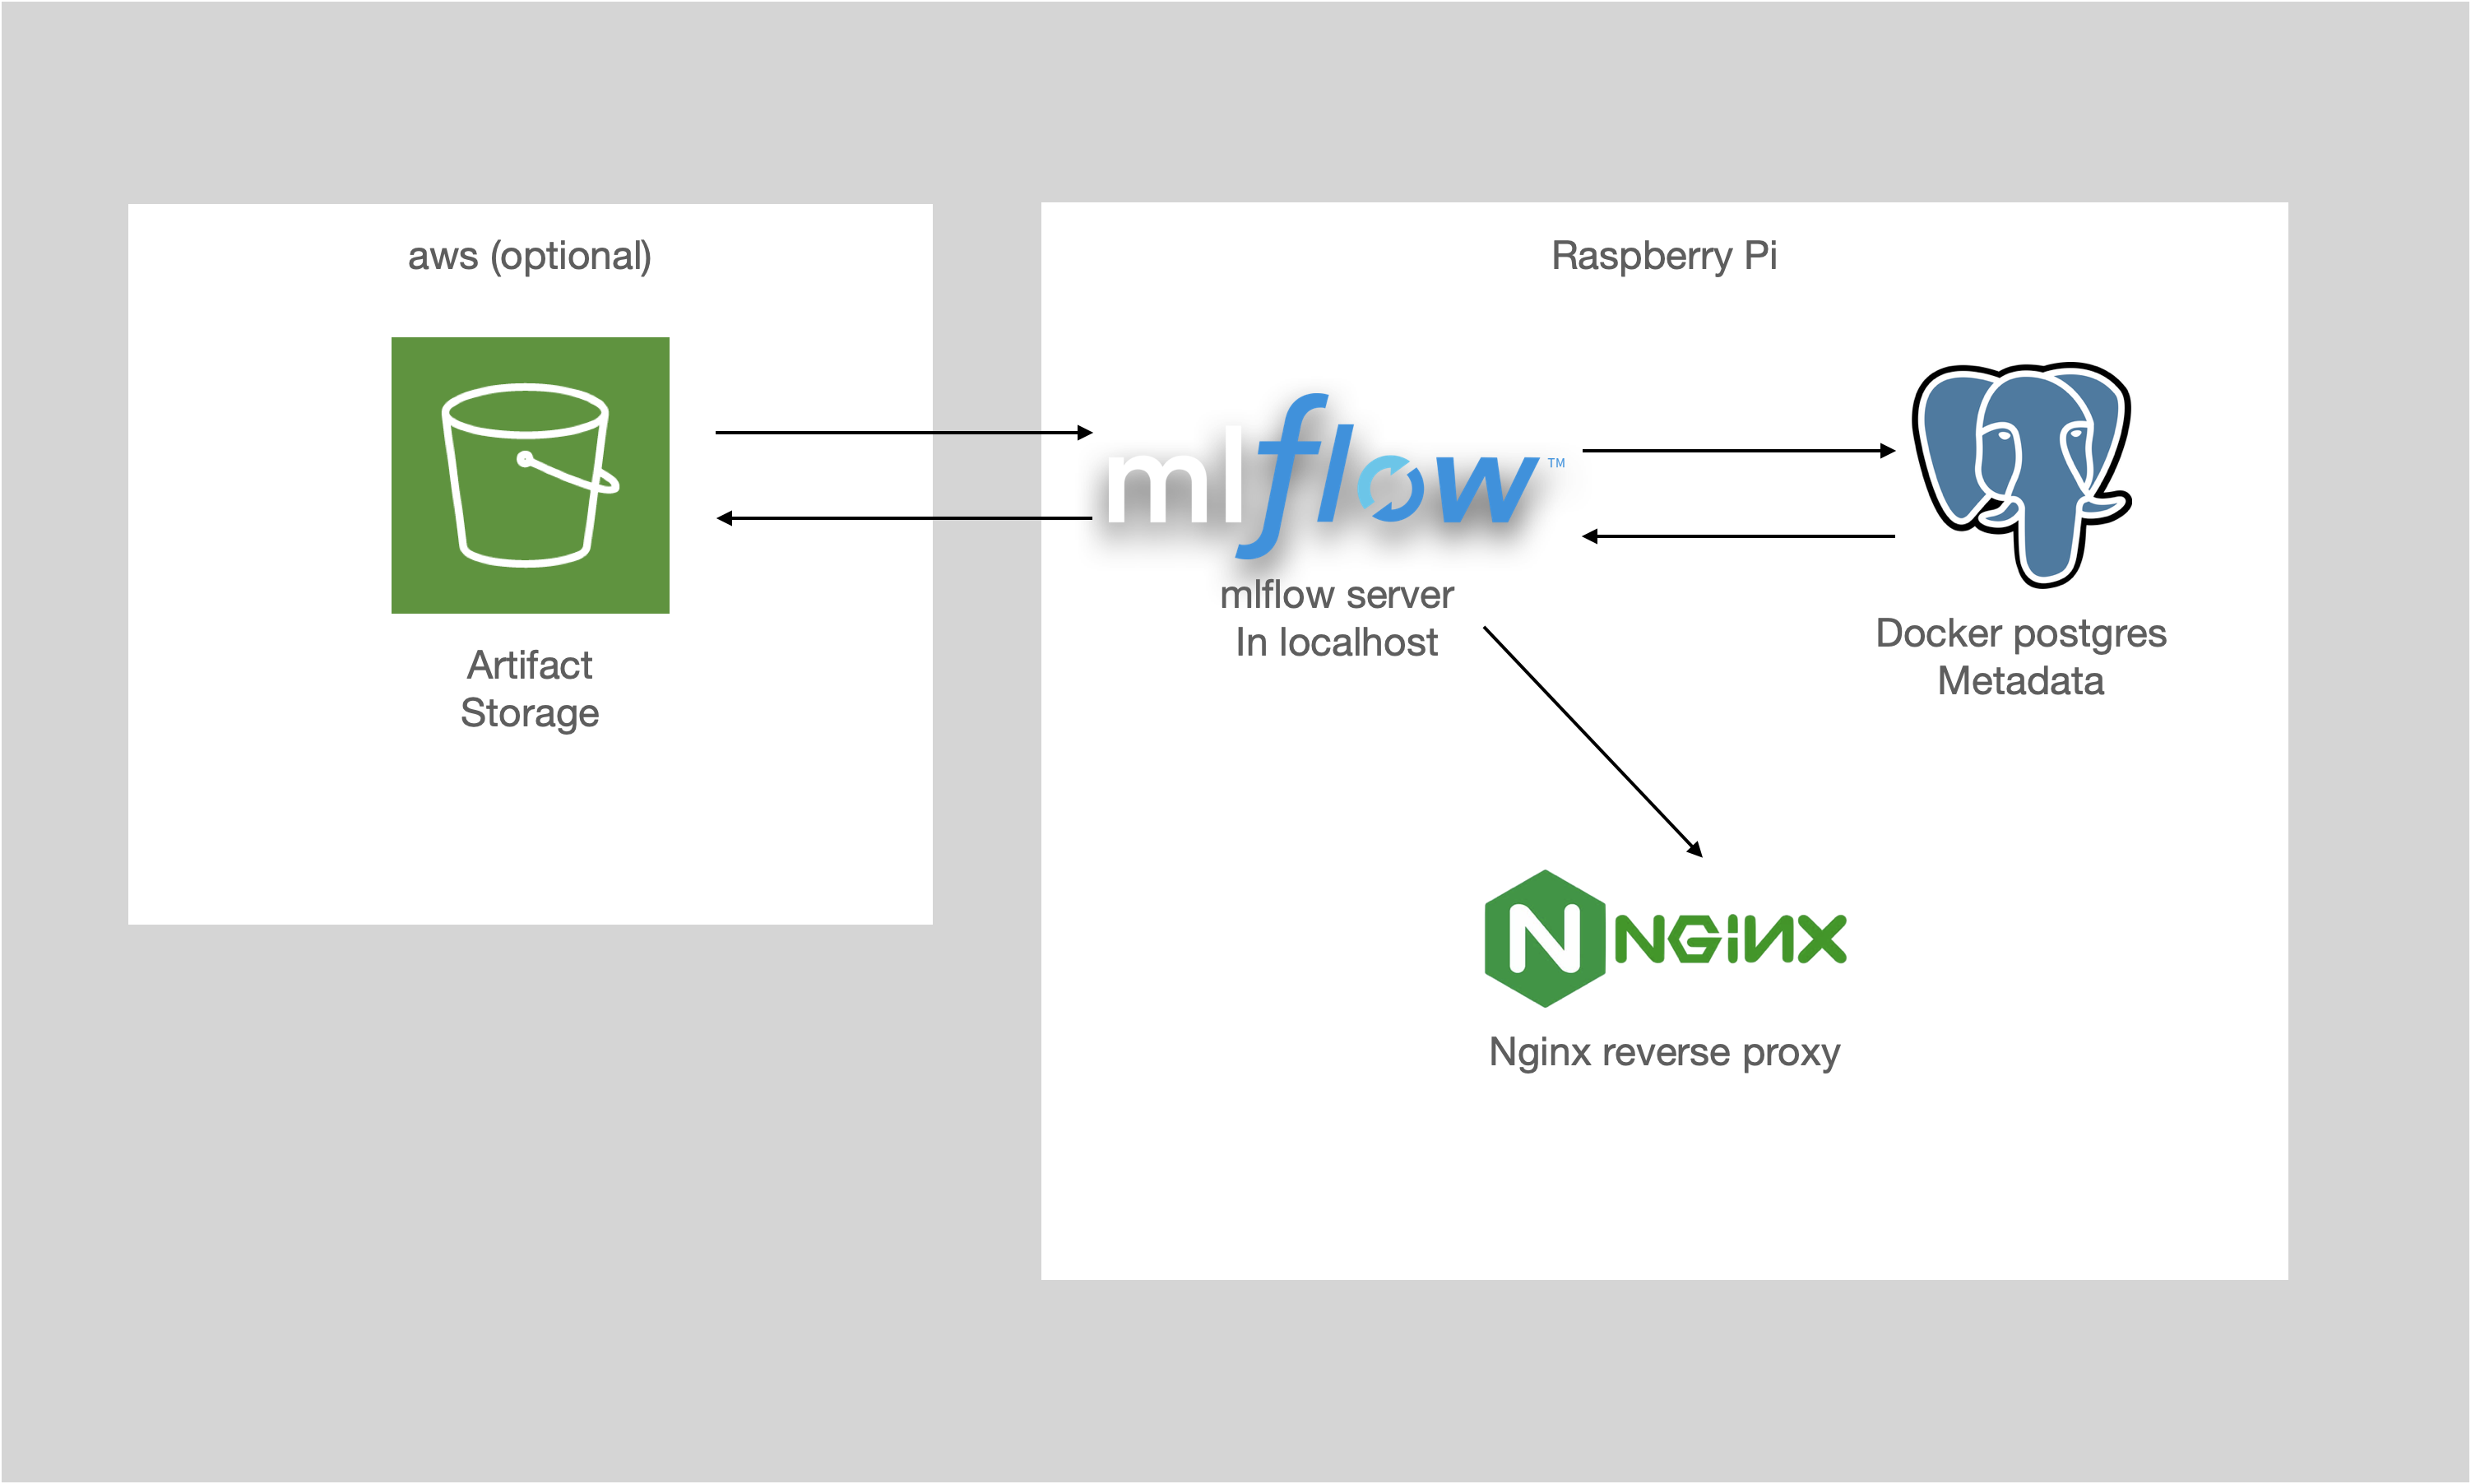 aws (optional)
Artifact
Storage
Raspberry Pi
mlflow™
mlflow server
In localhost
Docker postgres
Metadata
N NGiNX
Nginx reverse proxy